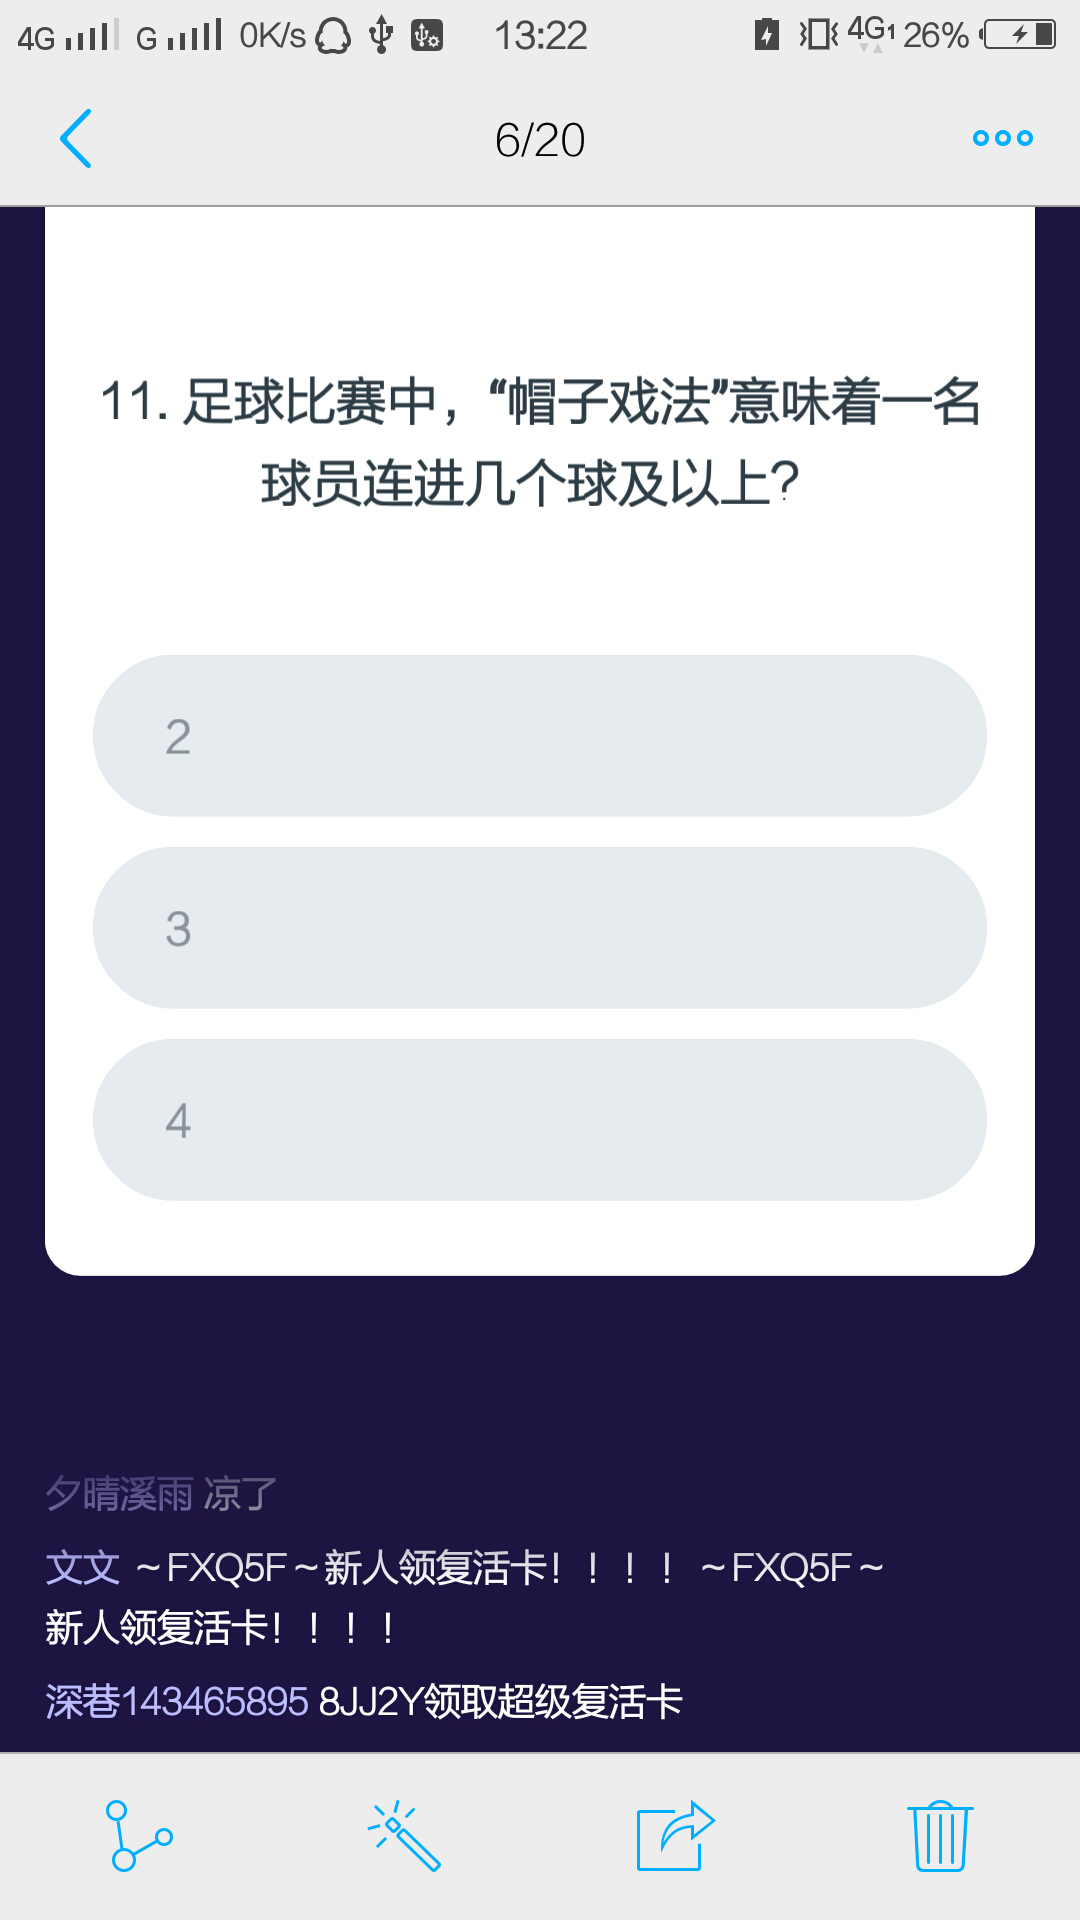 4G G 0K/s 13:22 4G1 26%
6/20
11. 足球比赛中，“帽子戏法”意味着一名
球员连进几个球及以上？
2
3
4
夕晴溪雨 凉了
文文 ～FXQ5F～新人领复活卡！！！！ ～FXQ5F～
新人领复活卡！！！！
深巷143465895 8JJ2Y领取超级复活卡